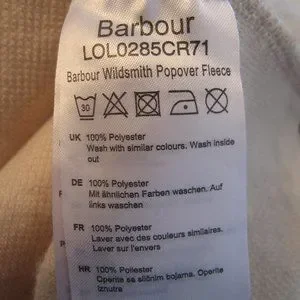 Barbour
LOL0285CR71
Barbour Wildsmith Popover Fleece
30
UK 100% Polyester
Wash with similar colours. Wash inside
out
DE 100% Polyester
Mit ähnlichen Farben waschen. Auf
links waschen
FR 100% Polyester
Laver avec des couleurs similaires.
Laver sur l'envers
HR 100% Poliester
Opere se sličnim bojama. Operite
iznutra